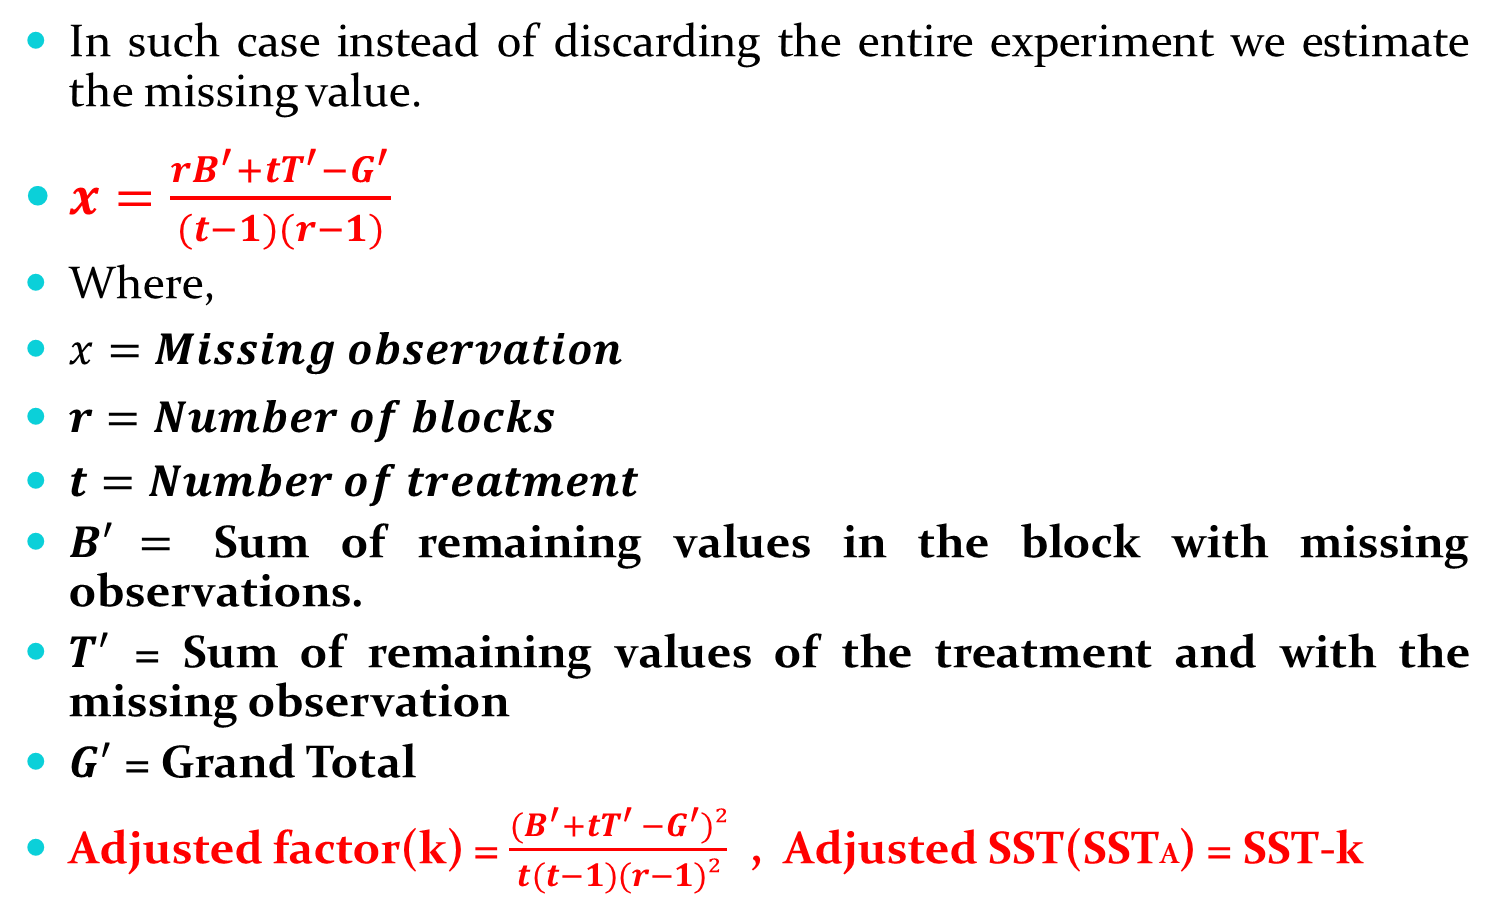 • In such case instead of discarding the entire experiment we estimate
the missing value.
• x = (rB′+tT′−G′)/((t−1)(r−1))
• Where,
• x = Missing observation
• r = Number of blocks
• t = Number of treatment
• B′ = Sum of remaining values in the block with missing
observations.
• T′ = Sum of remaining values of the treatment and with the
missing observation
• G′ = Grand Total
• Adjusted factor(k) = (B′+tT′ −G′)²/(t(t−1)(r−1)²) , Adjusted SST(SSTA) = SST-k